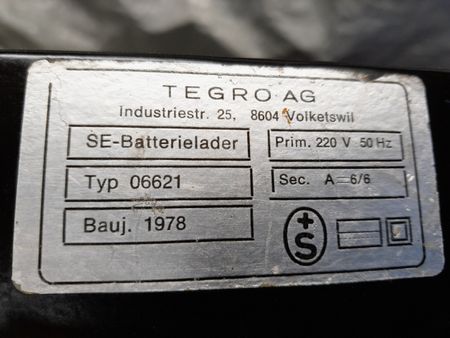 TEGRO AG
Industriestr. 25, 8604 Volketswil
SE-Batterielader
Prim. 220 V 50 Hz
Typ 06621
Sec. A=6/6
Bauj. 1978
+S